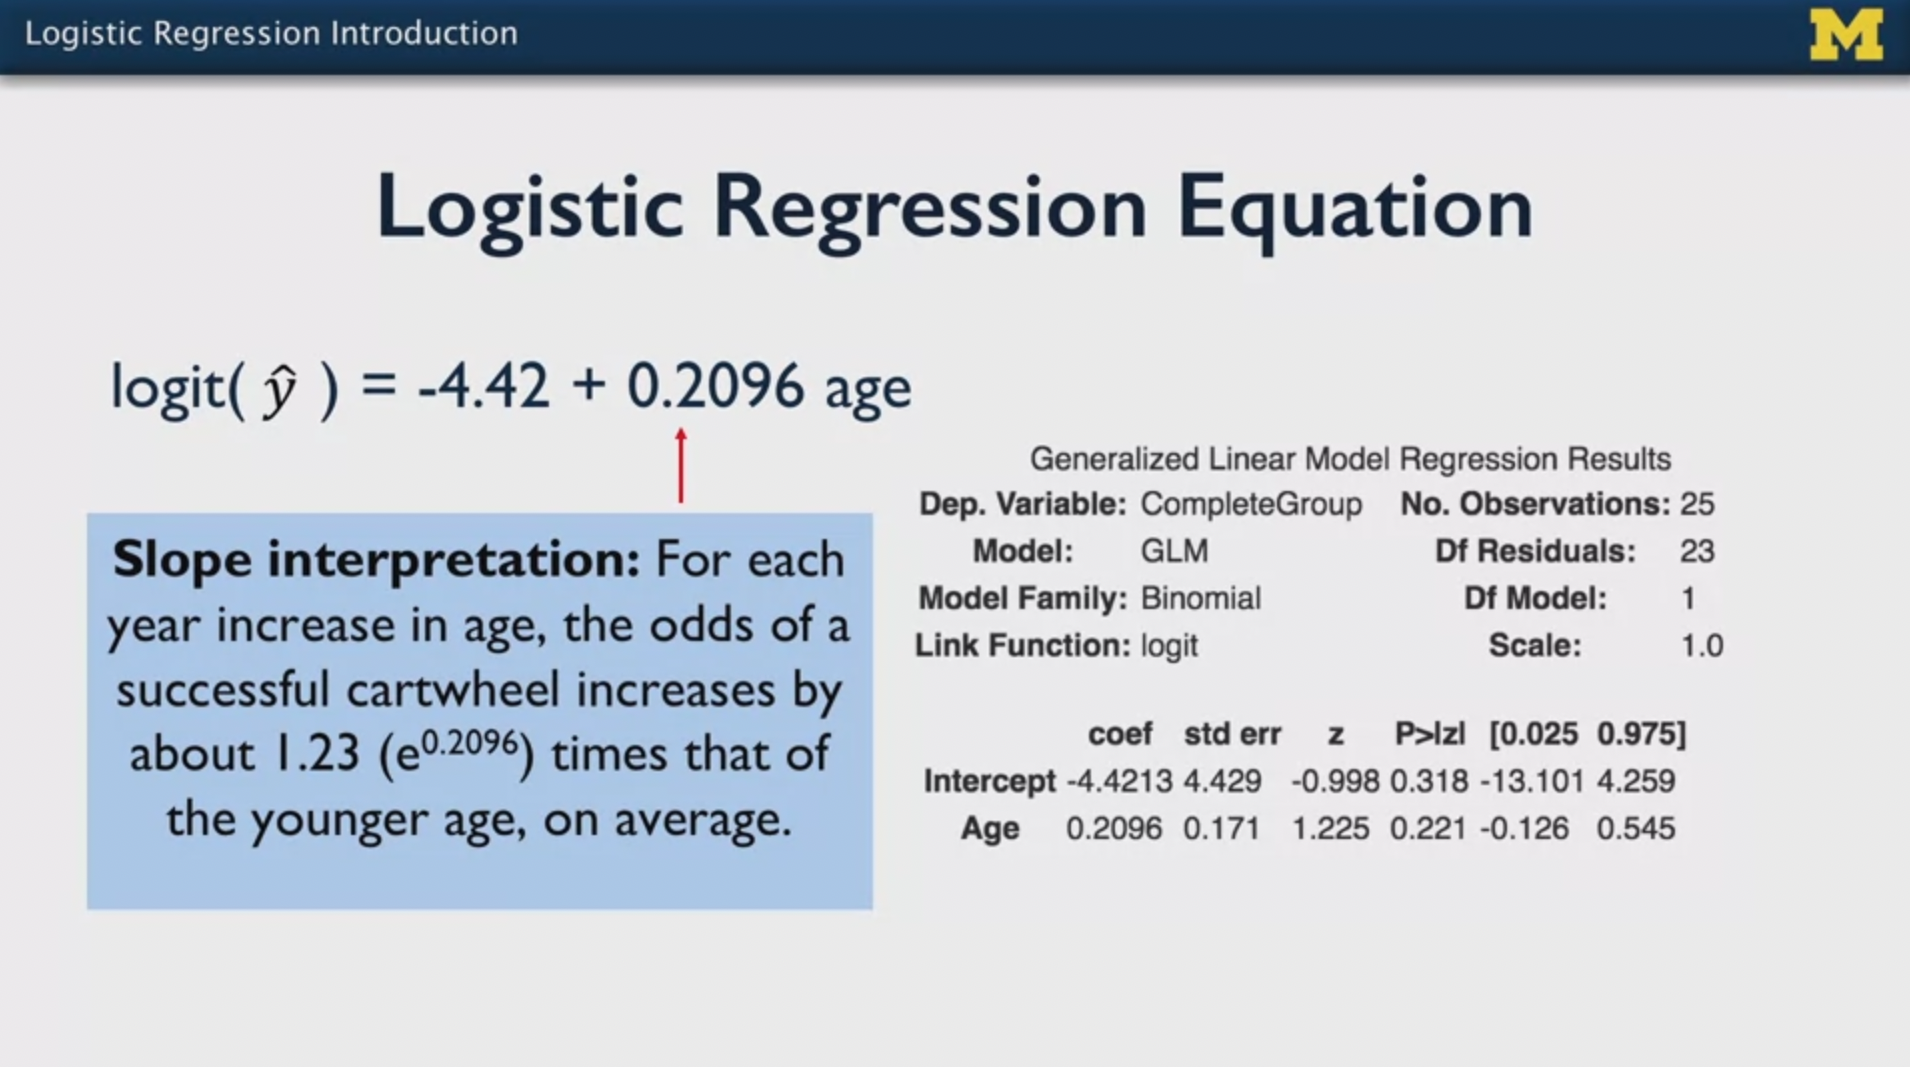 Logistic Regression Introduction
M
Logistic Regression Equation
logit( ŷ ) = -4.42 + 0.2096 age
Slope interpretation: For each
year increase in age, the odds of a
successful cartwheel increases by
about 1.23 (e^0.2096) times that of
the younger age, on average.
Generalized Linear Model Regression Results
Dep. Variable: CompleteGroup No. Observations: 25
Model: GLM Df Residuals: 23
Model Family: Binomial Df Model: 1
Link Function: logit Scale: 1.0
coef std err z P>|z| [0.025 0.975]
Intercept -4.4213 4.429 -0.998 0.318 -13.101 4.259
Age 0.2096 0.171 1.225 0.221 -0.126 0.545